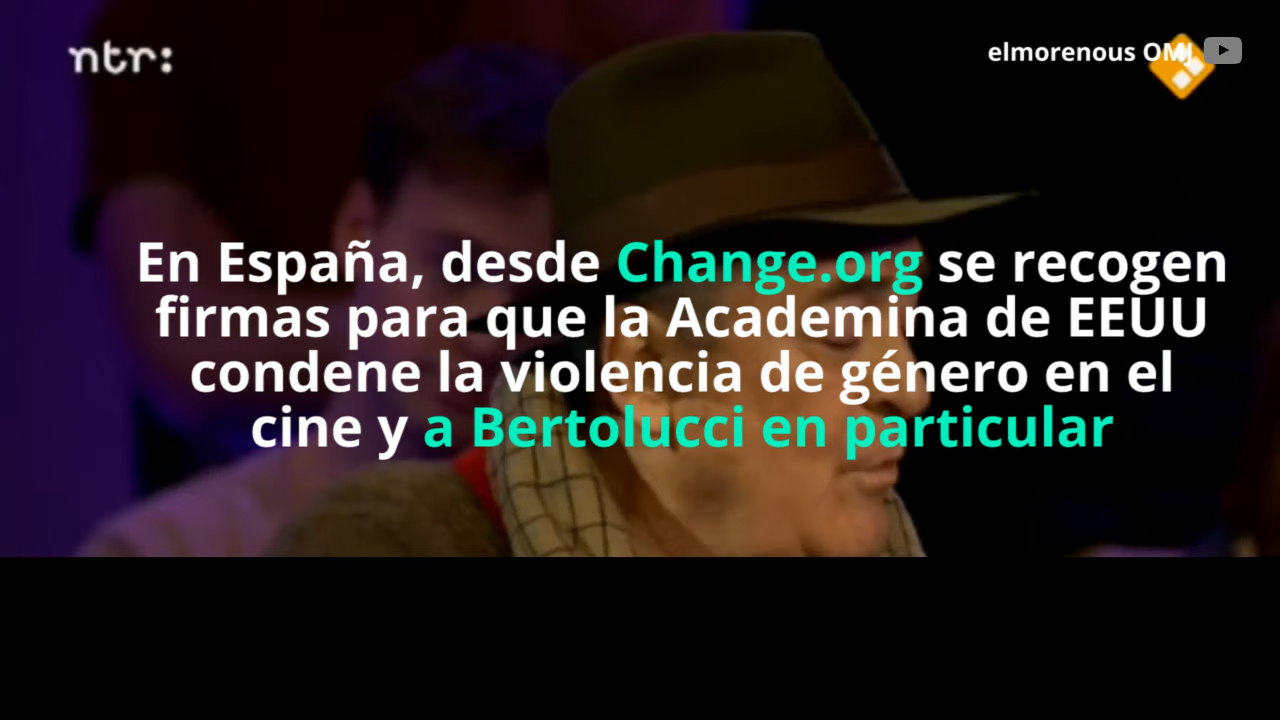 ntr:
elmorenous OMJ
En España, desde Change.org se recogen
firmas para que la Academina de EEUU
condene la violencia de género en el
cine y a Bertolucci en particular